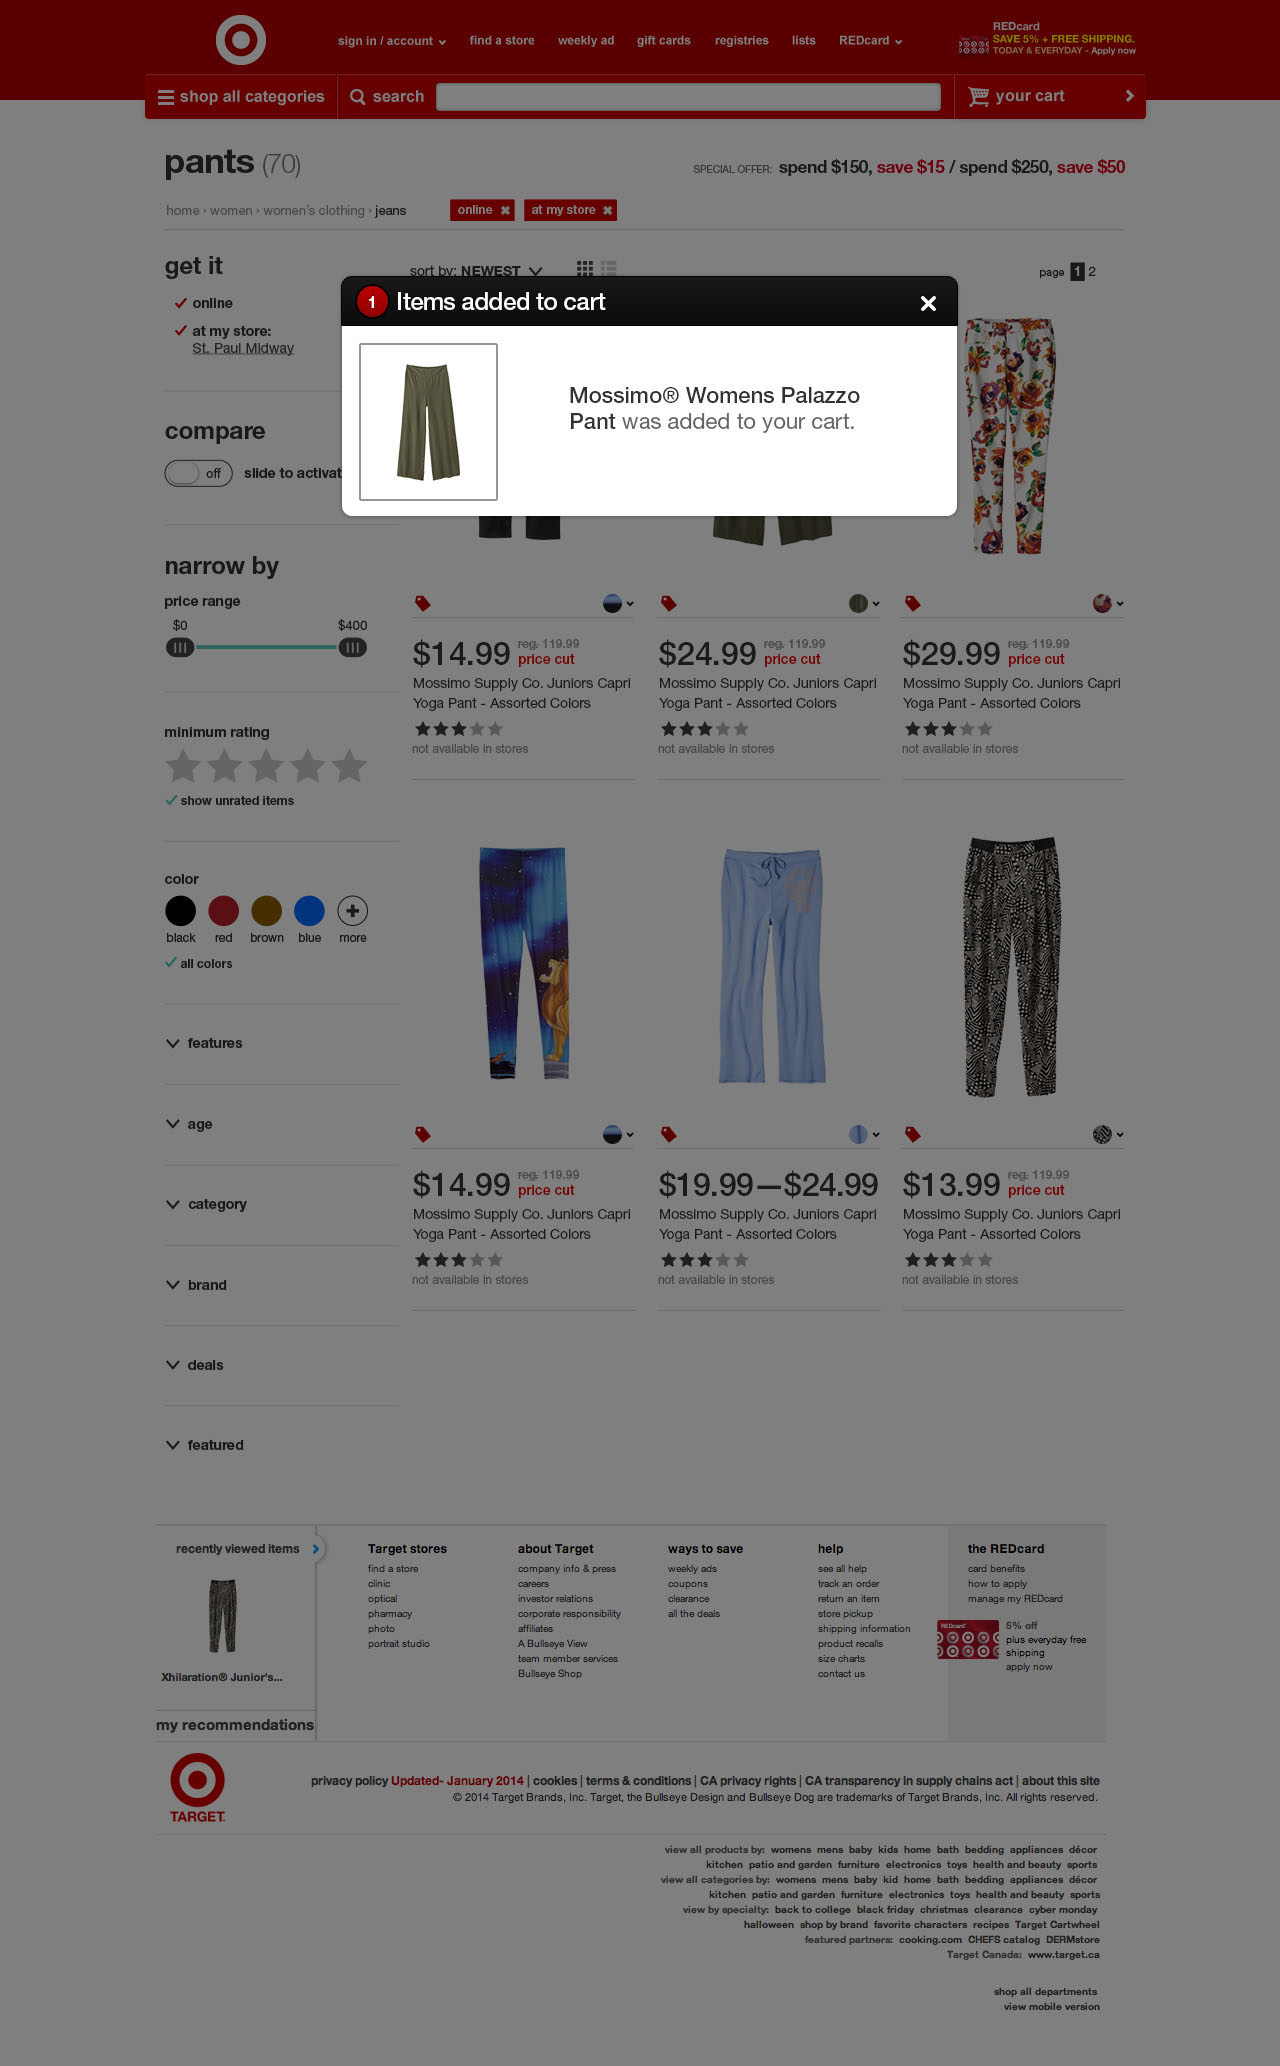 sign in / account
find a store
weekly ad
gift cards
registries
lists
REDcard
REDcard
SAVE 5% + FREE SHIPPING.
TODAY & EVERYDAY - Apply now
shop all categories
search
your cart
pants (70)
SPECIAL OFFER: spend $150, save $15 / spend $250, save $50
home › women › women's clothing › jeans
online
at my store
get it
online
at my store:
St. Paul Midway
sort by: NEWEST
page 1 2
1 Items added to cart
Mossimo® Womens Palazzo
Pant was added to your cart.
compare
off
slide to activat
narrow by
price range
$0 $400
minimum rating
show unrated items
color
black red brown blue more
all colors
features
age
category
brand
deals
featured
$14.99 reg. 119.99
price cut
Mossimo Supply Co. Juniors Capri
Yoga Pant - Assorted Colors
not available in stores
$24.99 reg. 119.99
price cut
Mossimo Supply Co. Juniors Capri
Yoga Pant - Assorted Colors
not available in stores
$29.99 reg. 119.99
price cut
Mossimo Supply Co. Juniors Capri
Yoga Pant - Assorted Colors
not available in stores
$14.99 reg. 119.99
price cut
Mossimo Supply Co. Juniors Capri
Yoga Pant - Assorted Colors
not available in stores
$19.99—$24.99
Mossimo Supply Co. Juniors Capri
Yoga Pant - Assorted Colors
not available in stores
$13.99 reg. 119.99
price cut
Mossimo Supply Co. Juniors Capri
Yoga Pant - Assorted Colors
not available in stores
recently viewed items
Xhilaration® Junior's...
my recommendations
Target stores
find a store
clinic
optical
pharmacy
photo
portrait studio
about Target
company info & press
careers
investor relations
corporate responsibility
affiliates
A Bullseye View
team member services
Bullseye Shop
ways to save
weekly ads
coupons
clearance
all the deals
help
see all help
track an order
return an item
store pickup
shipping information
product recalls
size charts
contact us
the REDcard
card benefits
how to apply
manage my REDcard
REDcard
5% off
plus everyday free
shipping
apply now
TARGET
privacy policy Updated- January 2014 | cookies | terms & conditions | CA privacy rights | CA transparency in supply chains act | about this site
© 2014 Target Brands, Inc. Target, the Bullseye Design and Bullseye Dog are trademarks of Target Brands, Inc. All rights reserved.
view all products by: womens mens baby kids home bath bedding appliances décor
kitchen patio and garden furniture electronics toys health and beauty sports
view all categories by: womens mens baby kid home bath bedding appliances décor
kitchen patio and garden furniture electronics toys health and beauty sports
view by specialty: back to college black friday christmas clearance cyber monday
halloween shop by brand favorite characters recipes Target Cartwheel
featured partners: cooking.com CHEFS catalog DERMstore
Target Canada: www.target.ca
shop all departments
view mobile version